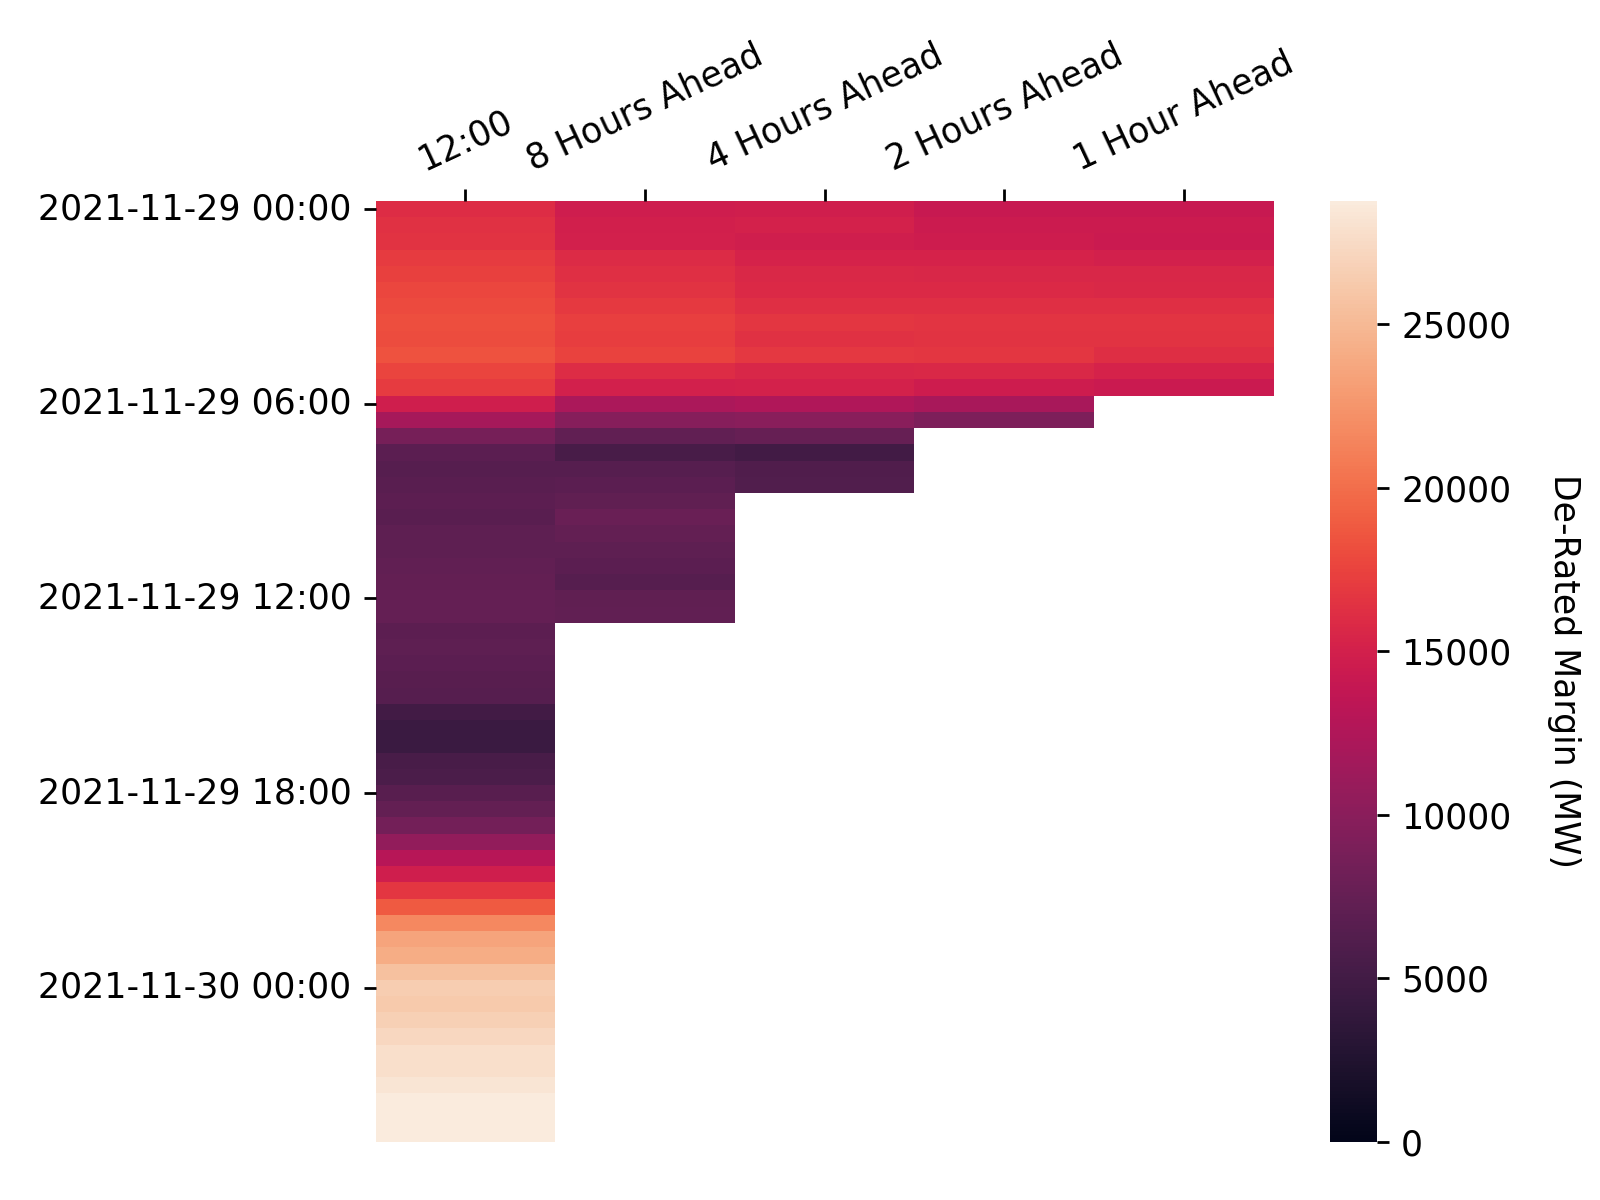 12:00
8 Hours Ahead
4 Hours Ahead
2 Hours Ahead
1 Hour Ahead
2021-11-29 00:00
2021-11-29 06:00
2021-11-29 12:00
2021-11-29 18:00
2021-11-30 00:00
25000
20000
15000
10000
5000
0
De-Rated Margin (MW)